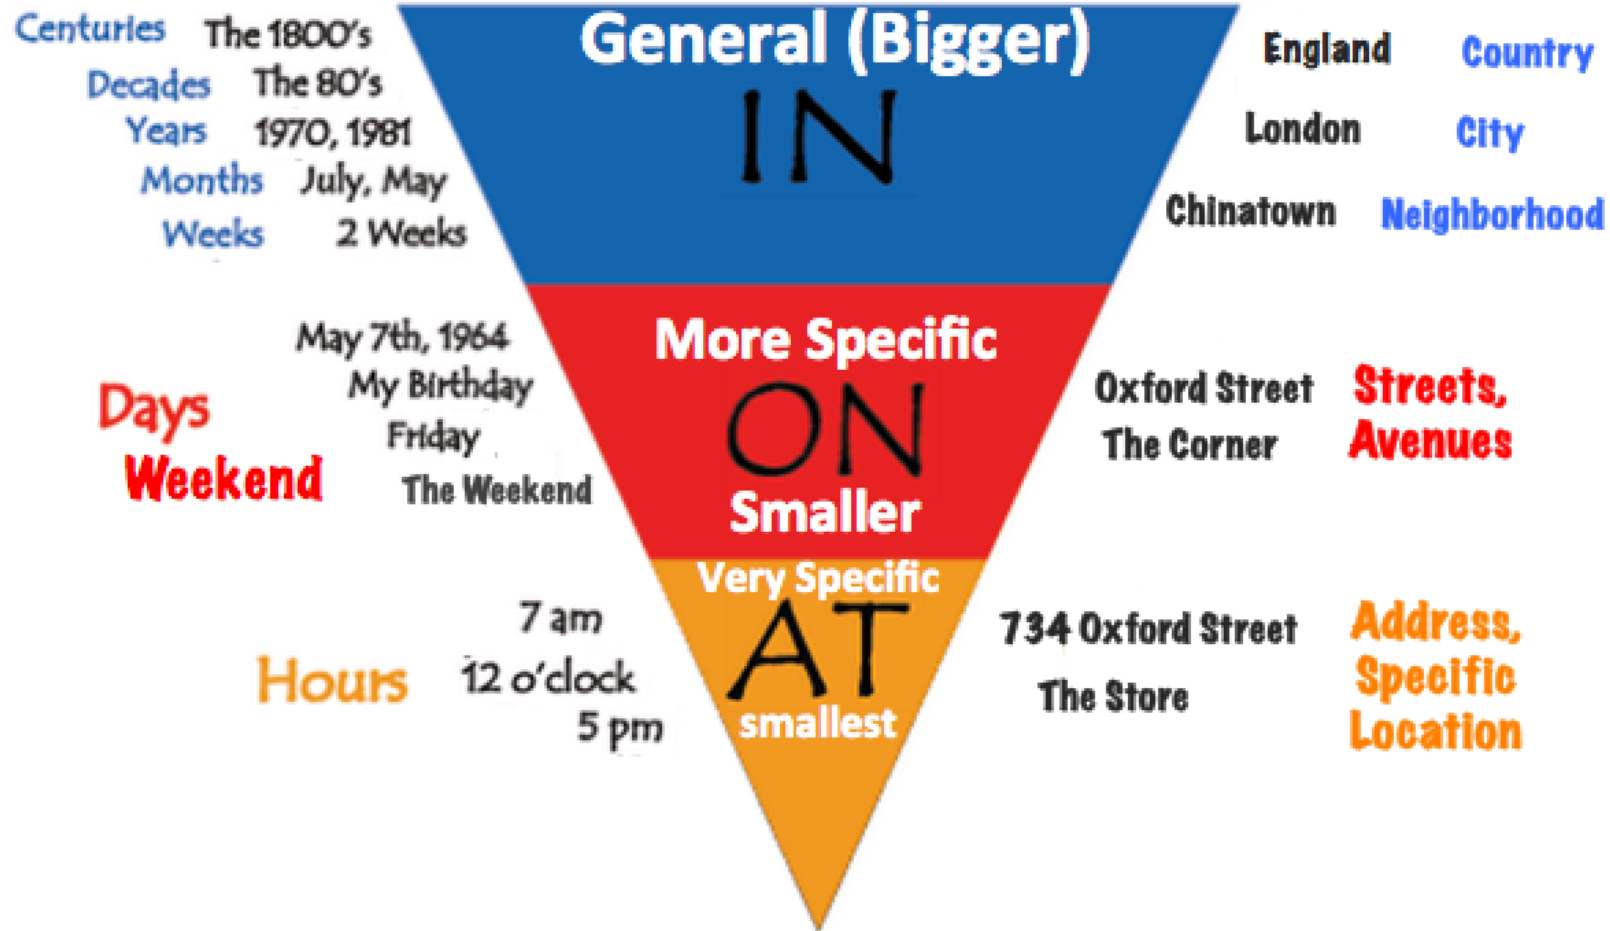 General (Bigger)
IN
Centuries The 1800's
Decades The 80's
Years 1970, 1981
Months July, May
Weeks 2 Weeks
England Country
London City
Chinatown Neighborhood
More Specific
ON
Smaller
May 7th, 1964
My Birthday
Days
Friday
Weekend
The Weekend
Oxford Street
The Corner
Streets,
Avenues
Very Specific
AT
smallest
7 am
Hours 12 o'clock
5 pm
734 Oxford Street
The Store
Address,
Specific
Location